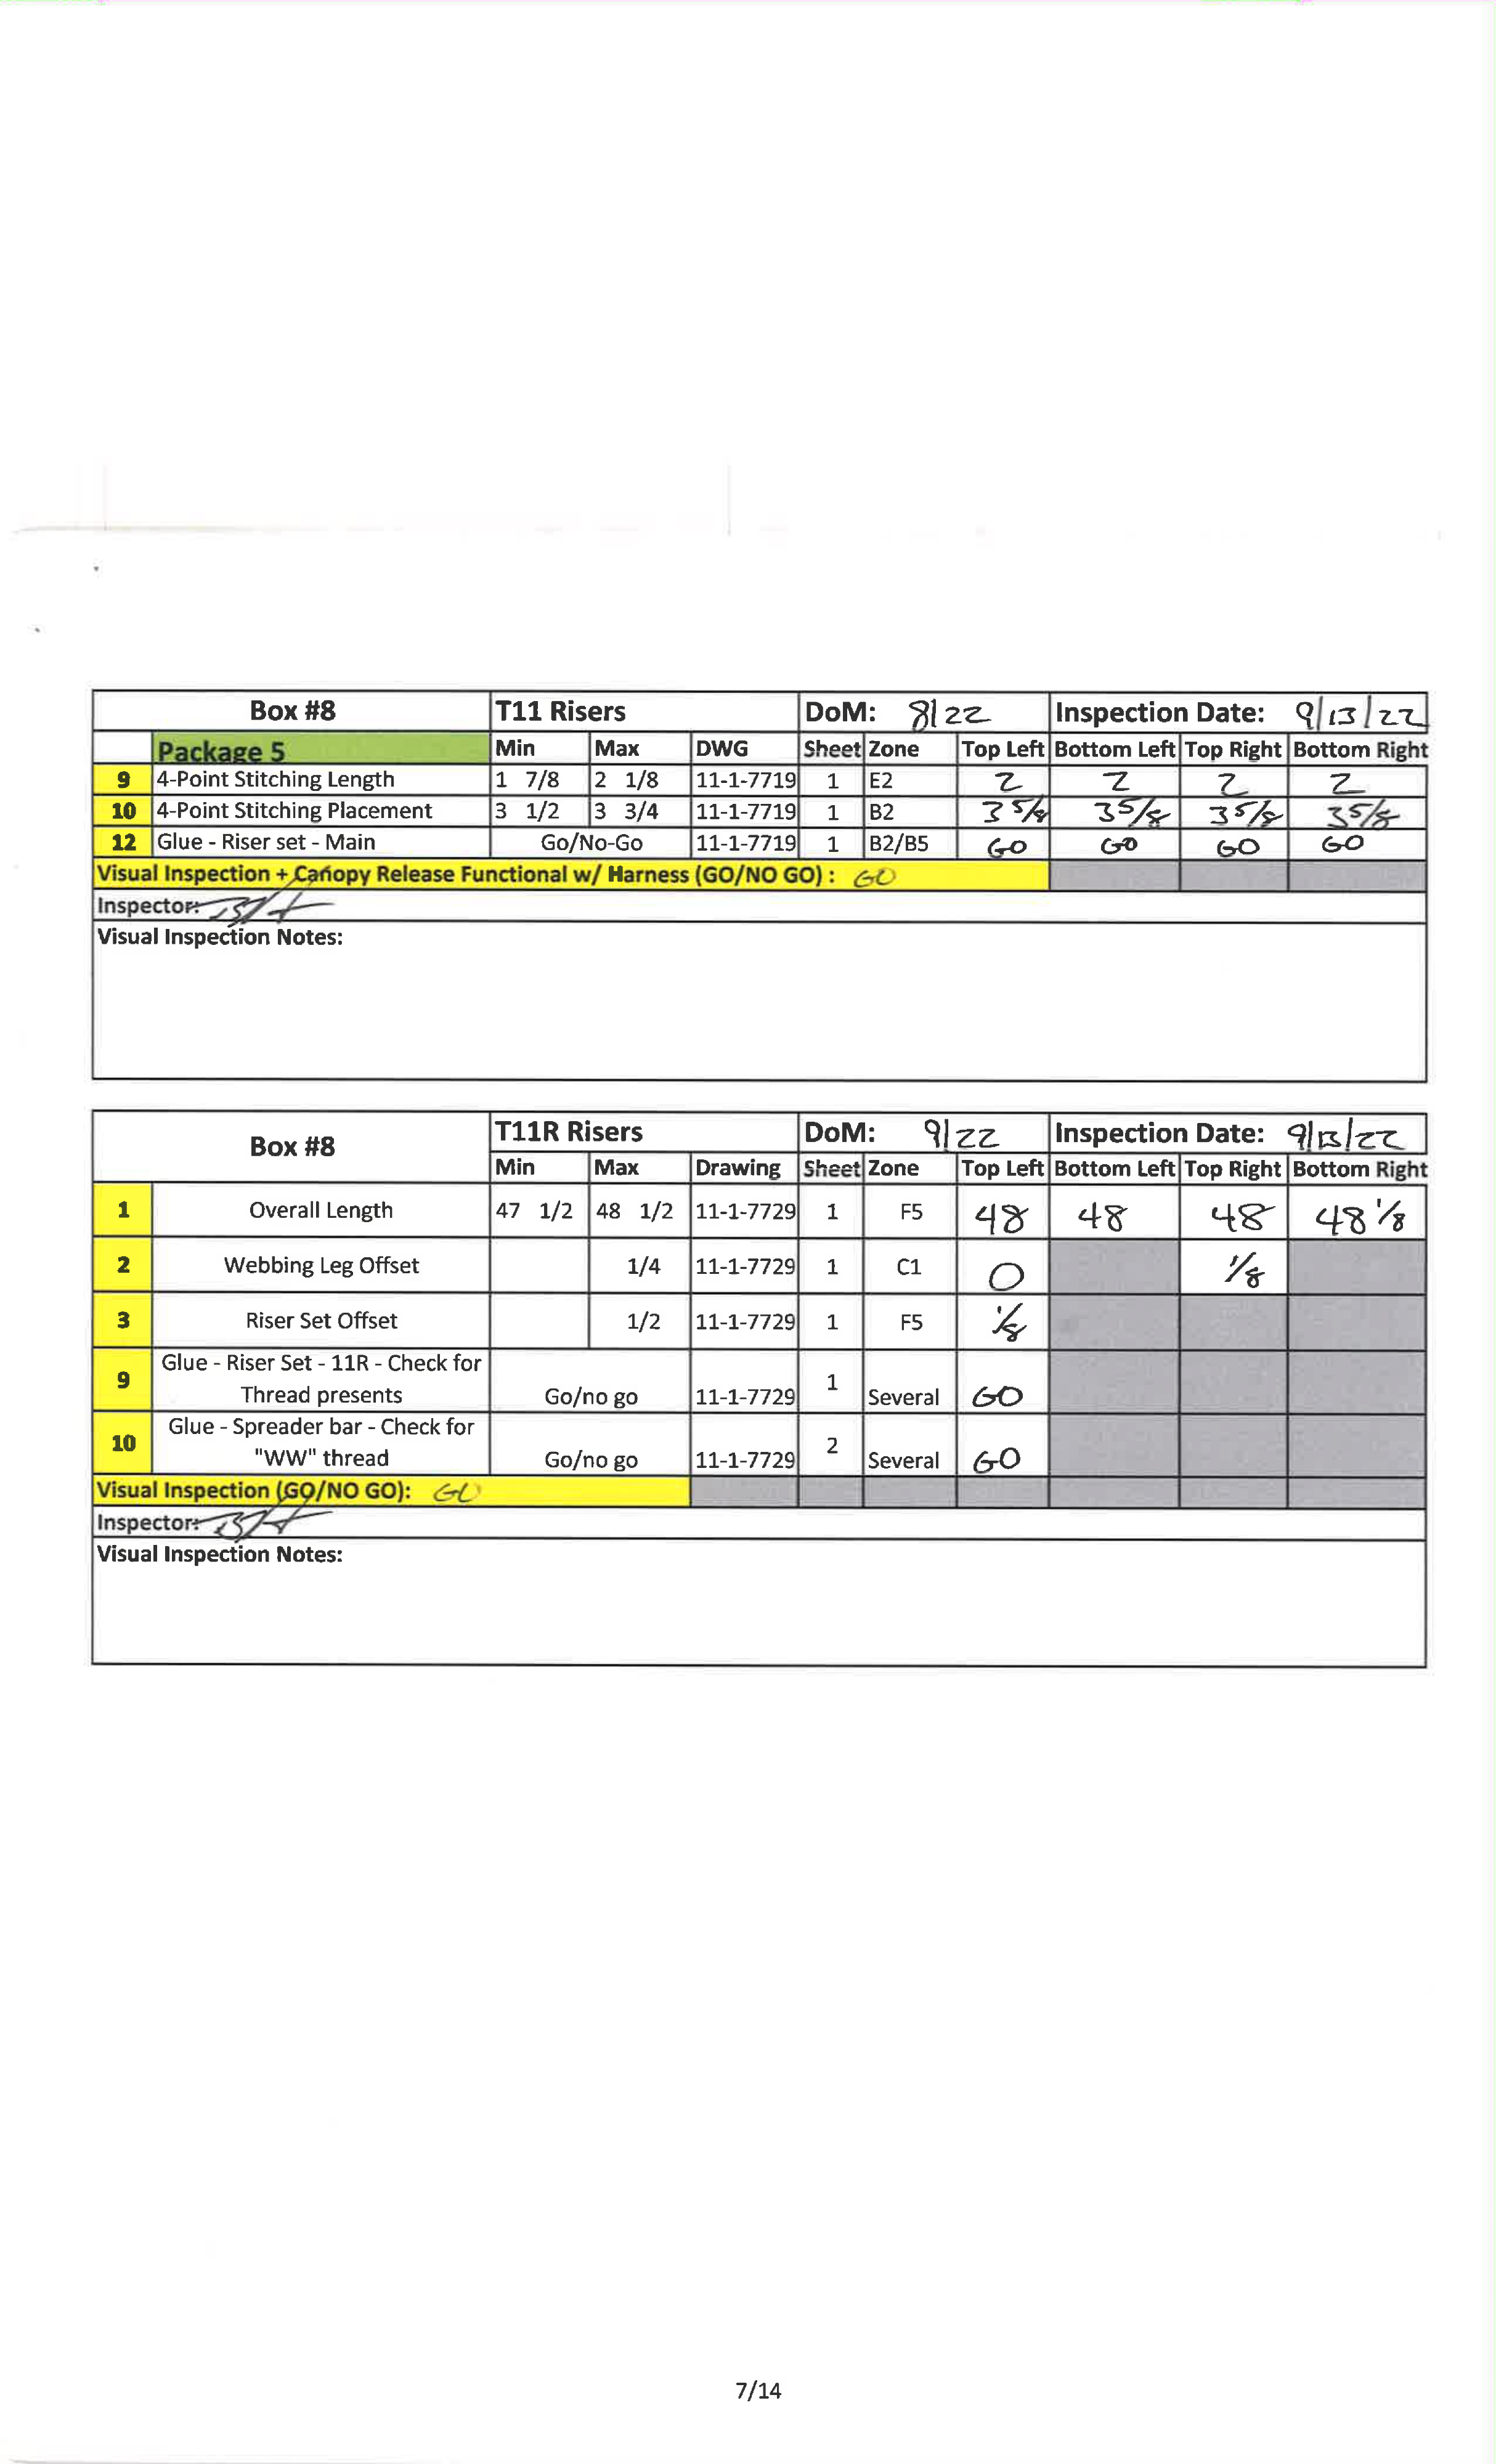 Box #8 T11 Risers DoM: 8/22 Inspection Date: 9/13/22
Package 5 Min Max DWG Sheet Zone Top Left Bottom Left Top Right Bottom Right
9 4-Point Stitching Length 1 7/8 2 1/8 11-1-7719 1 E2 2 2 2 2
10 4-Point Stitching Placement 3 1/2 3 3/4 11-1-7719 1 B2 3 5/8 3 5/8 3 5/8 3 5/8
12 Glue - Riser set - Main Go/No-Go 11-1-7719 1 B2/B5 GO GO GO GO
Visual Inspection + Canopy Release Functional w/ Harness (GO/NO GO) : GO
Inspector:
Visual Inspection Notes:
Box #8 T11R Risers DoM: 9/22 Inspection Date: 9/13/22
Min Max Drawing Sheet Zone Top Left Bottom Left Top Right Bottom Right
1 Overall Length 47 1/2 48 1/2 11-1-7729 1 F5 48 48 48 48 1/8
2 Webbing Leg Offset 1/4 11-1-7729 1 C1 0 1/8
3 Riser Set Offset 1/2 11-1-7729 1 F5 1/8
9 Glue - Riser Set - 11R - Check for
Thread presents Go/no go 11-1-7729 1 Several GO
10 Glue - Spreader bar - Check for
"WW" thread Go/no go 11-1-7729 2 Several GO
Visual Inspection (GO/NO GO): GO
Inspector:
Visual Inspection Notes:
7/14